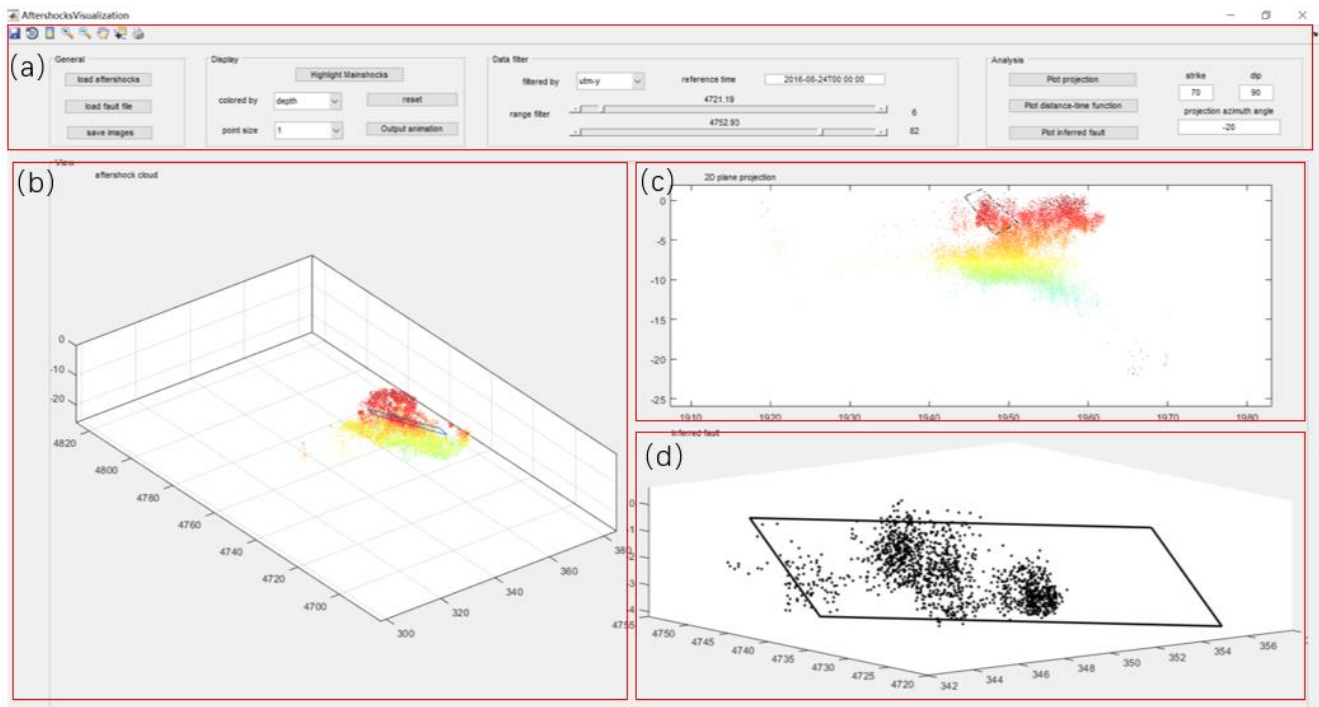 AftershocksVisualization
(a)
General
load aftershocks
load fault file
save images
Display
Highlight Mainshocks
colored by
depth
reset
point size
1
Output animation
Data filter
filtered by
utm-y
reference time
2016-08-24T00:00:00
range filter
4721.19
6
4752.93
82
Analysis
Plot projection
Plot distance-time function
Plot inferred fault
strike
dip
70
90
projection azimuth angle
-20
View
(b)
aftershock cloud
0
-10
-20
4820
4800
4780
4760
4740
4720
4700
300
320
340
360
380
(c)
2D plane projection
0
-5
-10
-15
-20
-25
1910
1920
1930
1940
1950
1960
1970
1980
Inferred fault
(d)
0
-1
-2
-3
-4
4755
4750
4745
4740
4735
4730
4725
4720
342
344
346
348
350
352
354
356